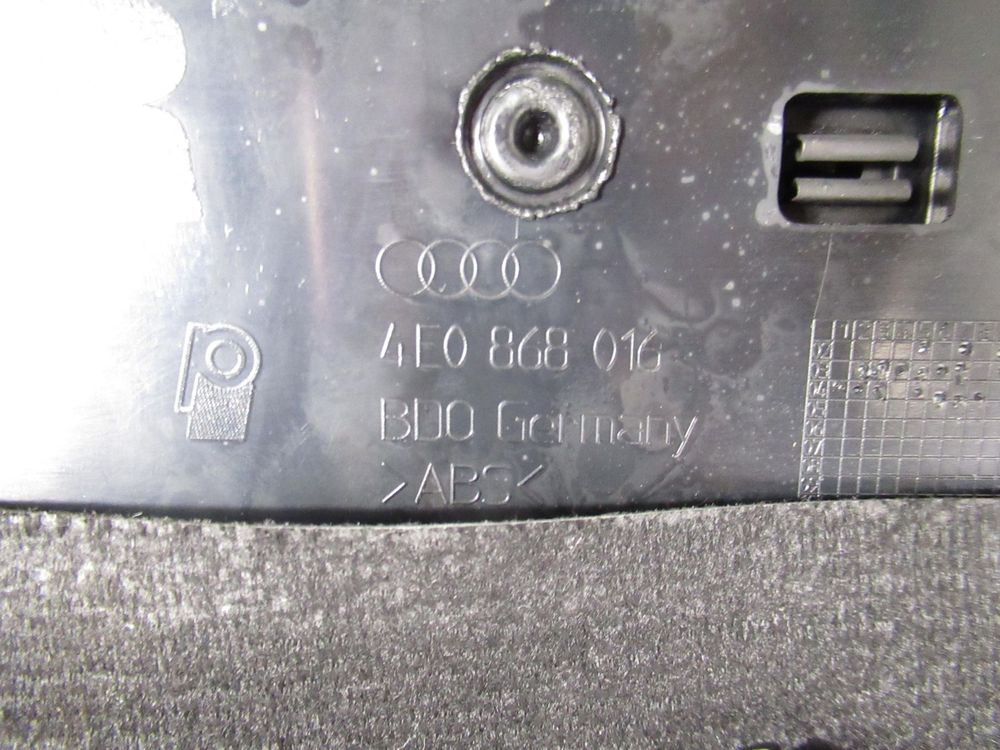 4E0 868 016
BDO Germany
>ABS<